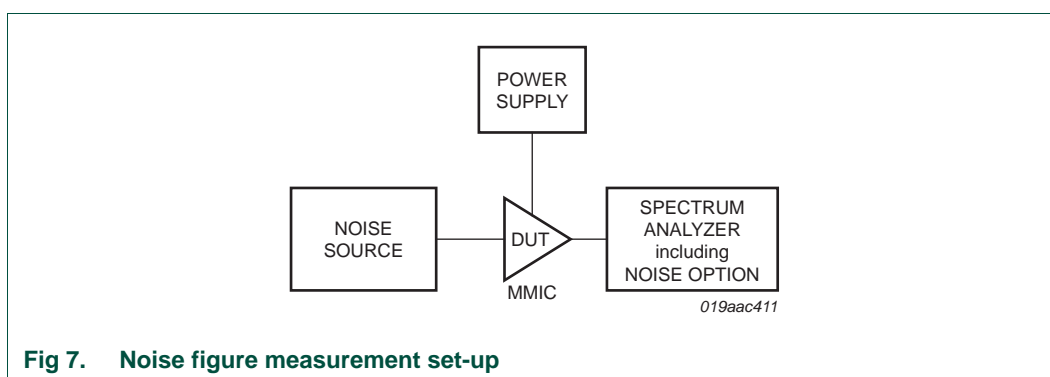 POWER
SUPPLY
NOISE
SOURCE
DUT
MMIC
SPECTRUM
ANALYZER
including
NOISE OPTION
019aac411
Fig 7. Noise figure measurement set-up